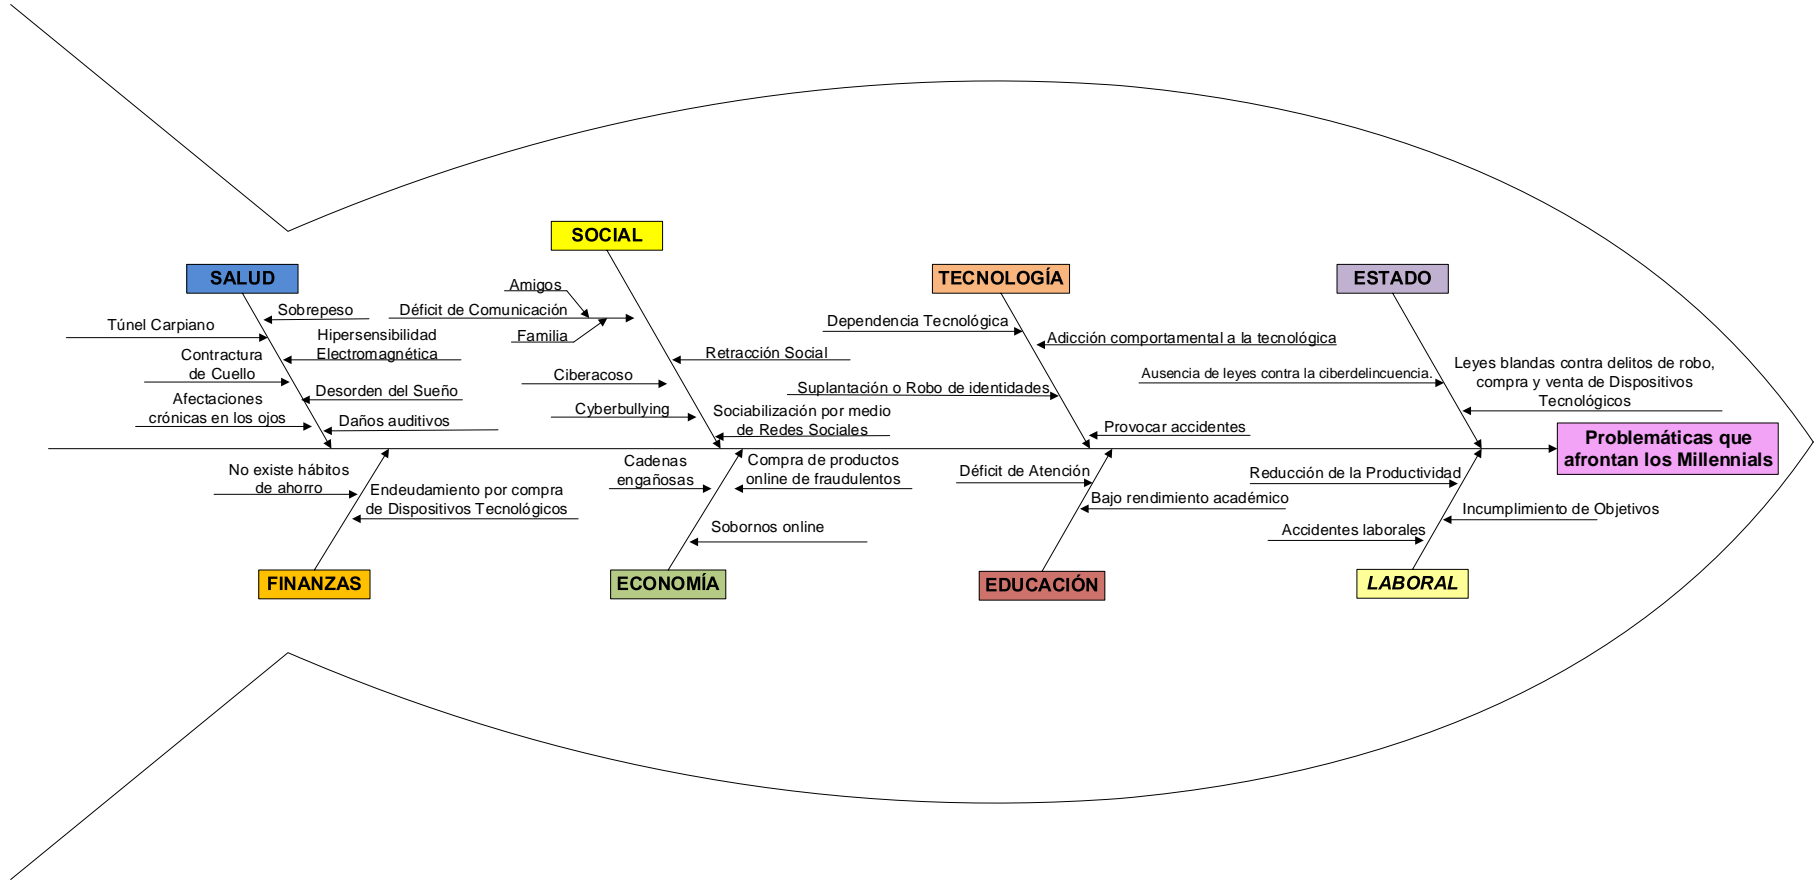 SOCIAL
SALUD
TECNOLOGÍA
ESTADO
Sobrepeso
Túnel Carpiano
Hipersensibilidad
Electromagnética
Contractura
de Cuello
Desorden del Sueño
Afectaciones
crónicas en los ojos
Daños auditivos
Amigos
Déficit de Comunicación
Familia
Retracción Social
Ciberacoso
Cyberbullying
Sociabilización por medio
de Redes Sociales
Dependencia Tecnológica
Adicción comportamental a la tecnológica
Suplantación o Robo de identidades
Provocar accidentes
Ausencia de leyes contra la ciberdelincuencia.
Leyes blandas contra delitos de robo,
compra y venta de Dispositivos
Tecnológicos
Problemáticas que
afrontan los Millennials
No existe hábitos
de ahorro
Endeudamiento por compra
de Dispositivos Tecnológicos
Cadenas
engañosas
Compra de productos
online de fraudulentos
Sobornos online
Déficit de Atención
Bajo rendimiento académico
Reducción de la Productividad
Incumplimiento de Objetivos
Accidentes laborales
FINANZAS
ECONOMÍA
EDUCACIÓN
LABORAL